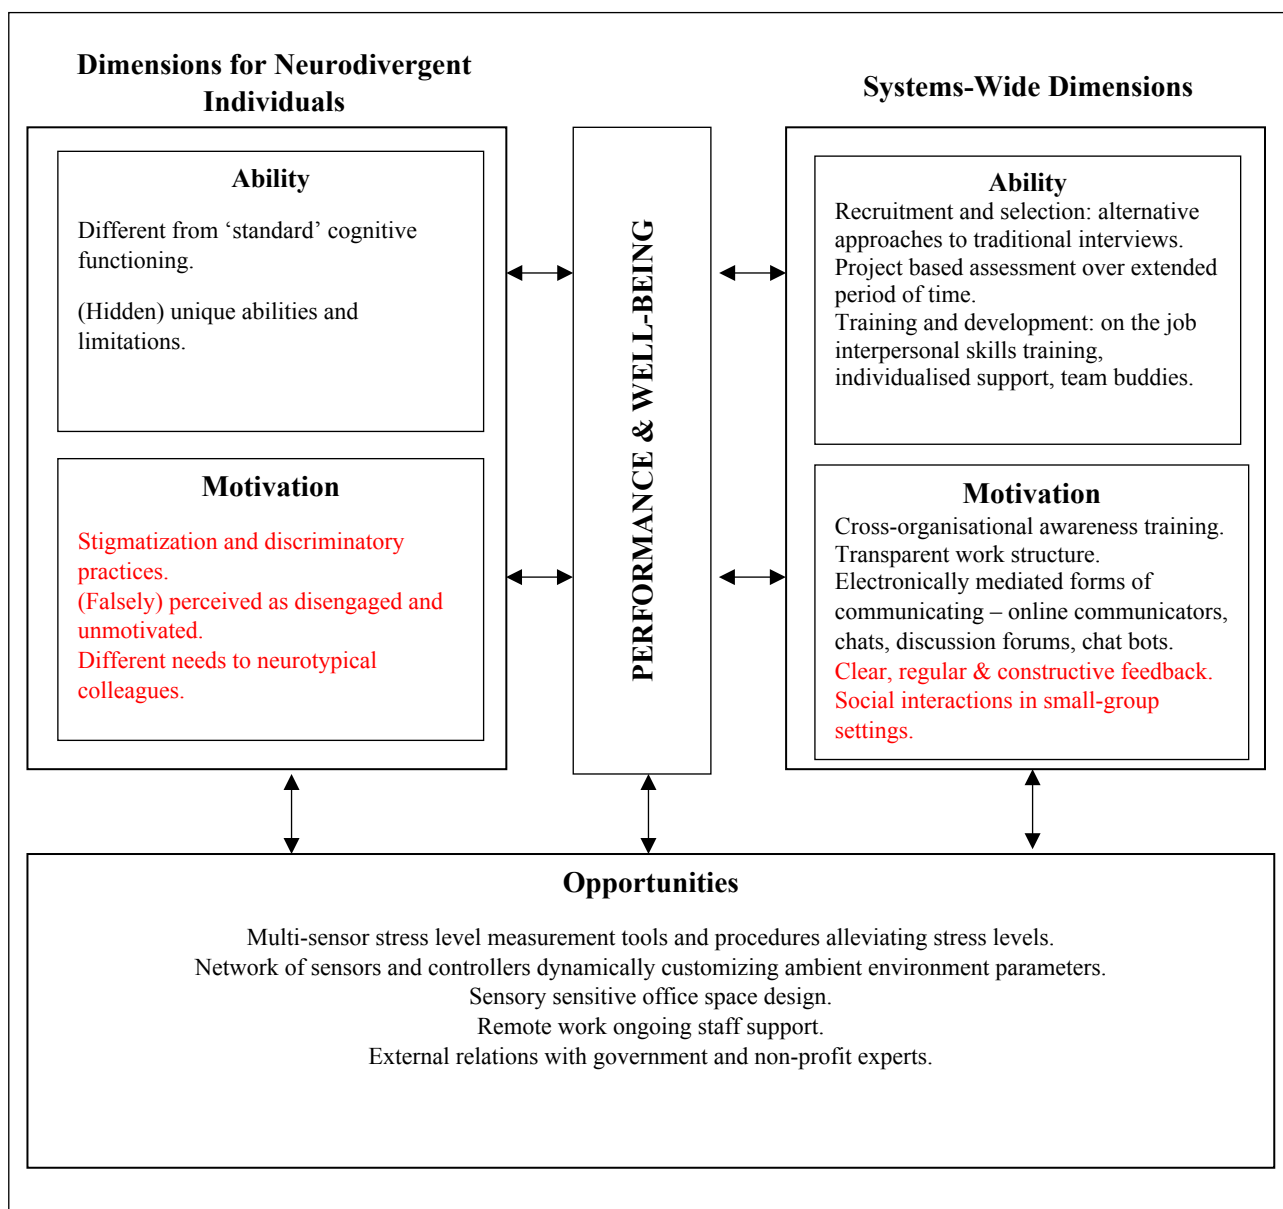 Dimensions for Neurodivergent
Individuals
Ability
Different from ‘standard’ cognitive
functioning.
(Hidden) unique abilities and
limitations.
Motivation
Stigmatization and discriminatory
practices.
(Falsely) perceived as disengaged and
unmotivated.
Different needs to neurotypical
colleagues.
PERFORMANCE & WELL-BEING
Systems-Wide Dimensions
Ability
Recruitment and selection: alternative
approaches to traditional interviews.
Project based assessment over extended
period of time.
Training and development: on the job
interpersonal skills training,
individualised support, team buddies.
Motivation
Cross-organisational awareness training.
Transparent work structure.
Electronically mediated forms of
communicating – online communicators,
chats, discussion forums, chat bots.
Clear, regular & constructive feedback.
Social interactions in small-group
settings.
Opportunities
Multi-sensor stress level measurement tools and procedures alleviating stress levels.
Network of sensors and controllers dynamically customizing ambient environment parameters.
Sensory sensitive office space design.
Remote work ongoing staff support.
External relations with government and non-profit experts.